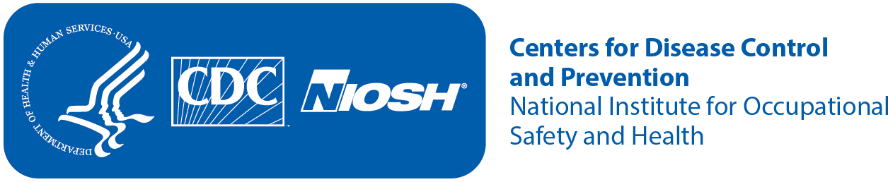 DEPARTMENT OF HEALTH & HUMAN SERVICES·USA
CDC
NIOSH®
Centers for Disease Control
and Prevention
National Institute for Occupational
Safety and Health